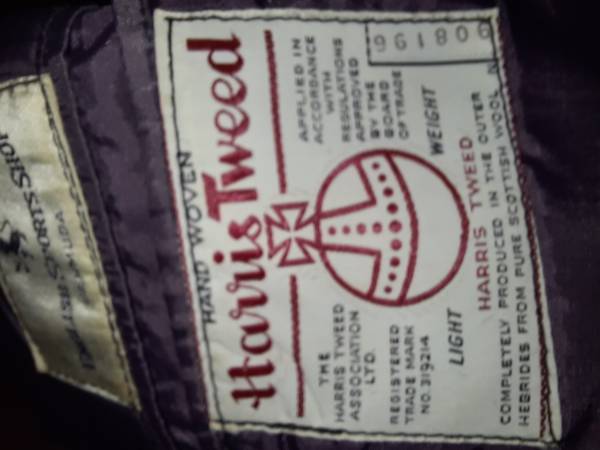 HAND WOVEN
Harris Tweed
THE
HARRIS TWEED
ASSOCIATION
LTD.
REGISTERED
TRADE MARK
NO. 319214
APPLIED IN
ACCORDANCE
WITH
REGULATIONS
APPROVED
BY THE
BOARD
OF TRADE
LIGHT WEIGHT
HARRIS TWEED
COMPLETELY PRODUCED IN THE OUTER
HEBRIDES FROM PURE SCOTTISH WOOL
ENGLISH SPORTS SHOP
BERMUDA